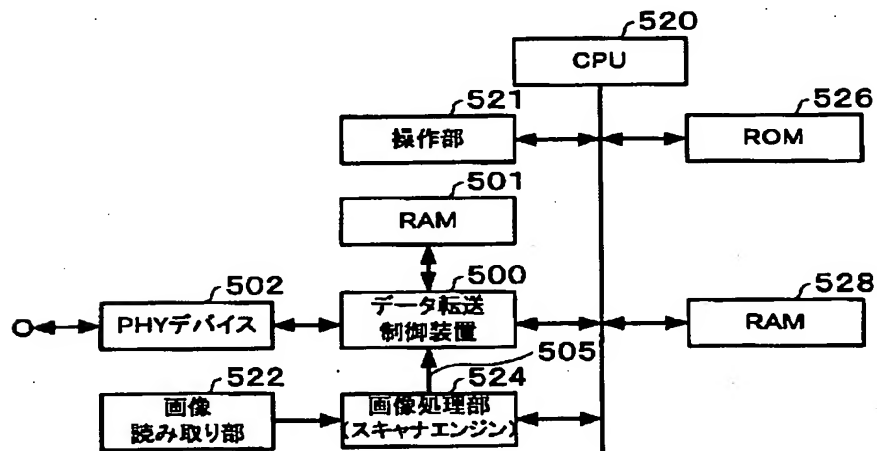 520
CPU
521
操作部
526
ROM
501
RAM
502
PHYデバイス
500
データ転送
制御装置
528
RAM
505
522
画像
読み取り部
524
画像処理部
(スキャナエンジン)